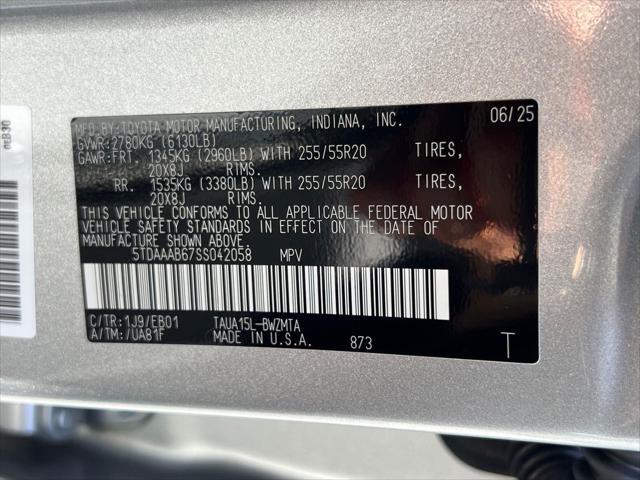 MFD.BY:TOYOTA MOTOR MANUFACTURING, INDIANA, INC. 06/25
GVWR:2780KG (6130LB)
GAWR:FRT. 1345KG (2960LB) WITH 255/55R20 TIRES,
20X8J RIMS.
RR. 1535KG (3380LB) WITH 255/55R20 TIRES,
20X8J RIMS.
THIS VEHICLE CONFORMS TO ALL APPLICABLE FEDERAL MOTOR
VEHICLE SAFETY STANDARDS IN EFFECT ON THE DATE OF
MANUFACTURE SHOWN ABOVE.
5TDAAAB67SS042058 MPV
C/TR:1J9/EB01 TAUA15L-BWZMTA
A/TM:/UA81F MADE IN U.S.A. 873 T